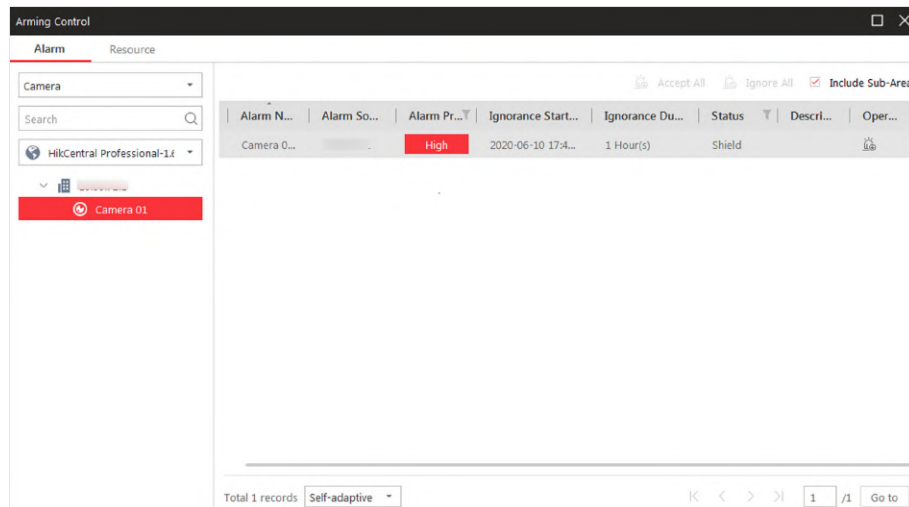 Arming Control
Alarm Resource
Camera
Accept All Ignore All Include Sub-Area
Search
Alarm N... Alarm So... Alarm Pr... Ignorance Start... Ignorance Du... Status Descri... Oper...
HikCentral Professional-1.6
Camera 0... High 2020-06-10 17:4... 1 Hour(s) Shield
Camera 01
Total 1 records Self-adaptive 1 /1 Go to